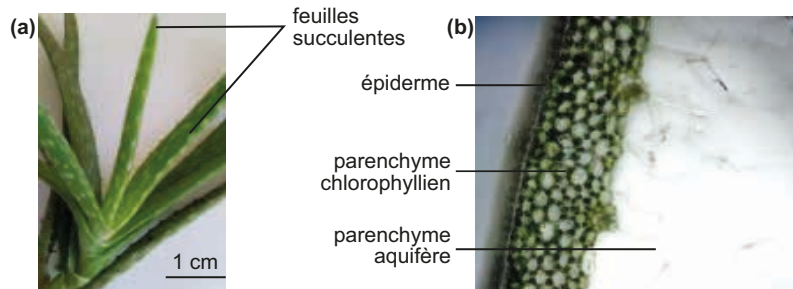 (a)
feuilles
succulentes
1 cm
(b)
épiderme
parenchyme
chlorophyllien
parenchyme
aquifère